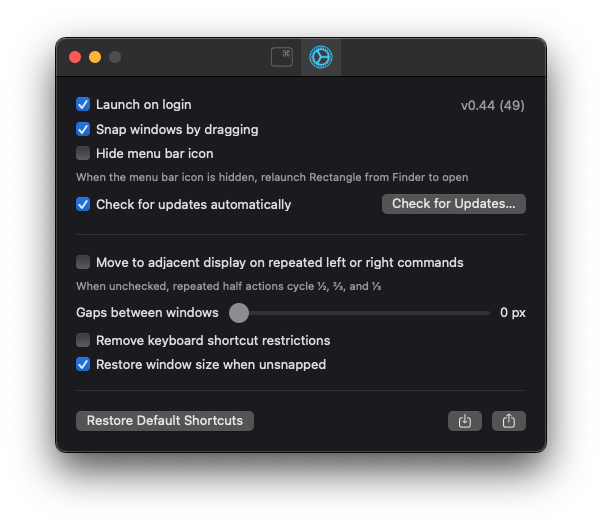 ⌘
Launch on login
v0.44 (49)
Snap windows by dragging
Hide menu bar icon
When the menu bar icon is hidden, relaunch Rectangle from Finder to open
Check for updates automatically
Check for Updates...
Move to adjacent display on repeated left or right commands
When unchecked, repeated half actions cycle ½, ⅔, and ⅓
Gaps between windows
0 px
Remove keyboard shortcut restrictions
Restore window size when unsnapped
Restore Default Shortcuts